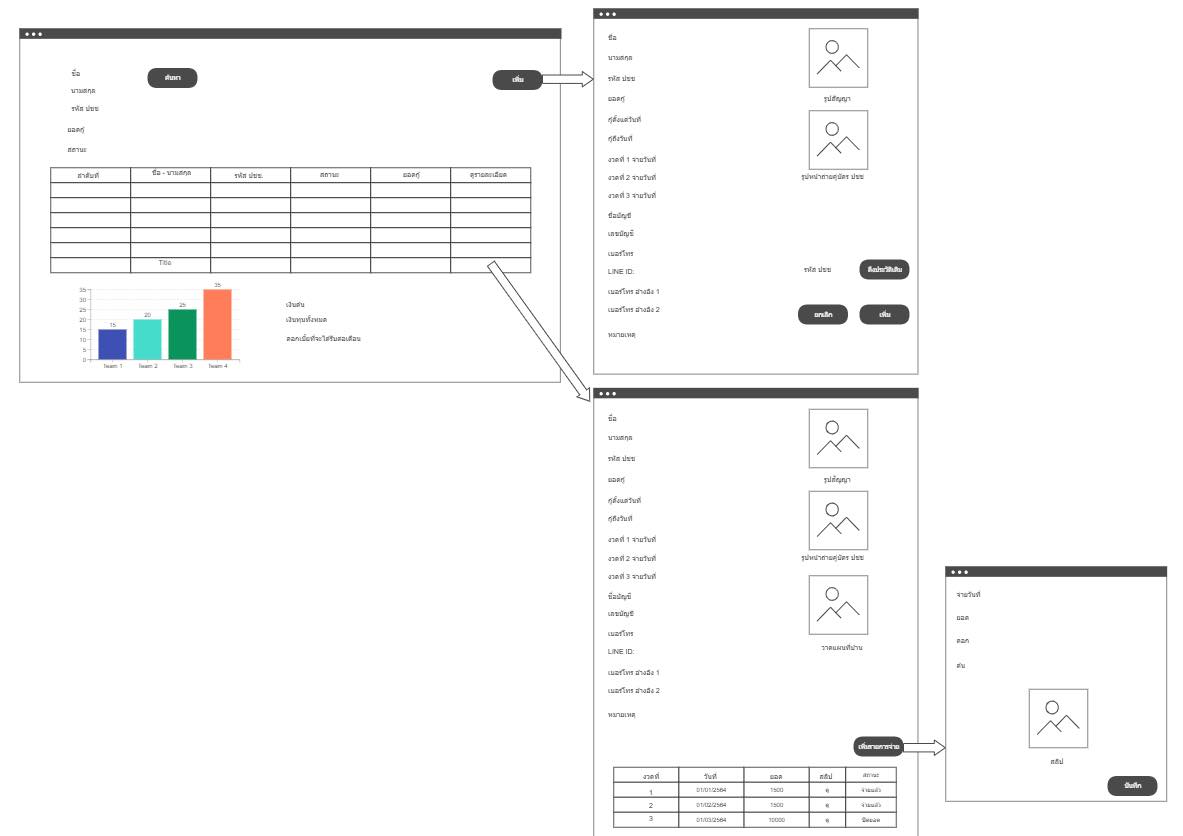 ชื่อ
ค้นหา
เพิ่ม
นามสกุล
รหัส ปชช
ยอดกู้
สถานะ
ลำดับที่ ชื่อ - นามสกุล รหัส ปชช. สถานะ ยอดกู้ ดูรายละเอียด
Title
35
30
25
20
15
10
5
0
15
20
25
35
Team 1 Team 2 Team 3 Team 4
เงินต้น
เงินทุนทั้งหมด
ดอกเบี้ยที่จะได้รับต่อเดือน
ชื่อ
นามสกุล
รหัส ปชช
ยอดกู้
กู้ตั้งแต่วันที่
กู้ถึงวันที่
งวดที่ 1 จ่ายวันที่
งวดที่ 2 จ่ายวันที่
งวดที่ 3 จ่ายวันที่
ชื่อบัญชี
เลขบัญชี
เบอร์โทร
LINE ID:
เบอร์โทร อ้างอิง 1
เบอร์โทร อ้างอิง 2
หมายเหตุ
รูปสัญญา
รูปหน้าถ่ายคู่บัตร ปชช
รหัส ปชช
ดึงประวัติเดิม
ยกเลิก
เพิ่ม
ชื่อ
นามสกุล
รหัส ปชช
ยอดกู้
กู้ตั้งแต่วันที่
กู้ถึงวันที่
งวดที่ 1 จ่ายวันที่
งวดที่ 2 จ่ายวันที่
งวดที่ 3 จ่ายวันที่
ชื่อบัญชี
เลขบัญชี
เบอร์โทร
LINE ID:
เบอร์โทร อ้างอิง 1
เบอร์โทร อ้างอิง 2
หมายเหตุ
รูปสัญญา
รูปหน้าถ่ายคู่บัตร ปชช
วาดแผนที่บ้าน
เพิ่มรายการจ่าย
งวดที่ วันที่ ยอด สลิป สถานะ
1 01/01/2564 1500 ดู จ่ายแล้ว
2 01/02/2564 1500 ดู จ่ายแล้ว
3 01/03/2564 10000 ดู ปิดยอด
จ่ายวันที่
ยอด
ดอก
ต้น
สลิป
บันทึก